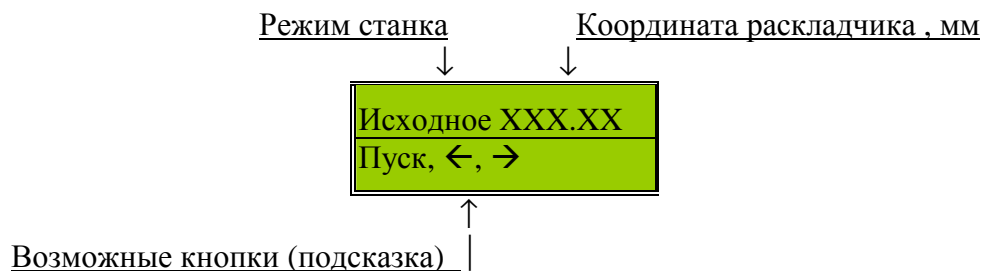 Режим станка Координата раскладчика , мм
↓ ↓
Исходное XXX.XX
Пуск, ←, →
↑
Возможные кнопки (подсказка)